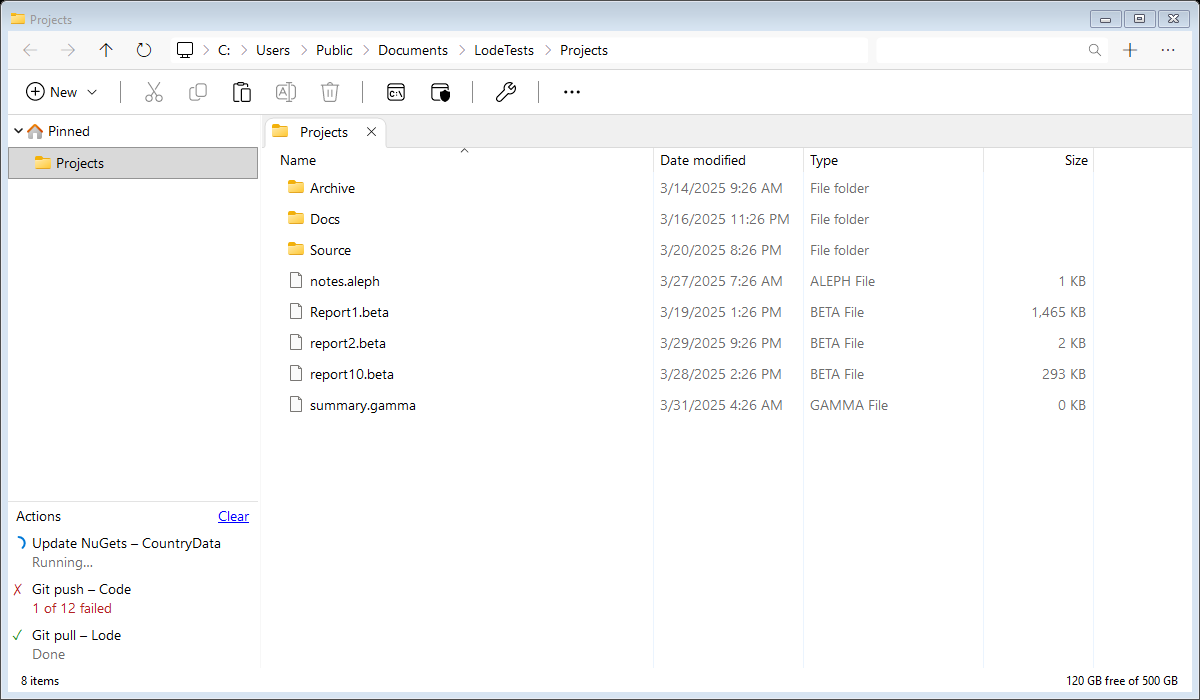 Projects
C: Users Public Documents LodeTests Projects
New
Pinned
Projects
Projects
Name Date modified Type Size
Archive 3/14/2025 9:26 AM File folder
Docs 3/16/2025 11:26 PM File folder
Source 3/20/2025 8:26 PM File folder
notes.aleph 3/27/2025 7:26 AM ALEPH File 1 KB
Report1.beta 3/19/2025 1:26 PM BETA File 1,465 KB
report2.beta 3/29/2025 9:26 PM BETA File 2 KB
report10.beta 3/28/2025 2:26 PM BETA File 293 KB
summary.gamma 3/31/2025 4:26 AM GAMMA File 0 KB
Actions Clear
Update NuGets – CountryData
Running...
Git push – Code
1 of 12 failed
Git pull – Lode
Done
8 items 120 GB free of 500 GB